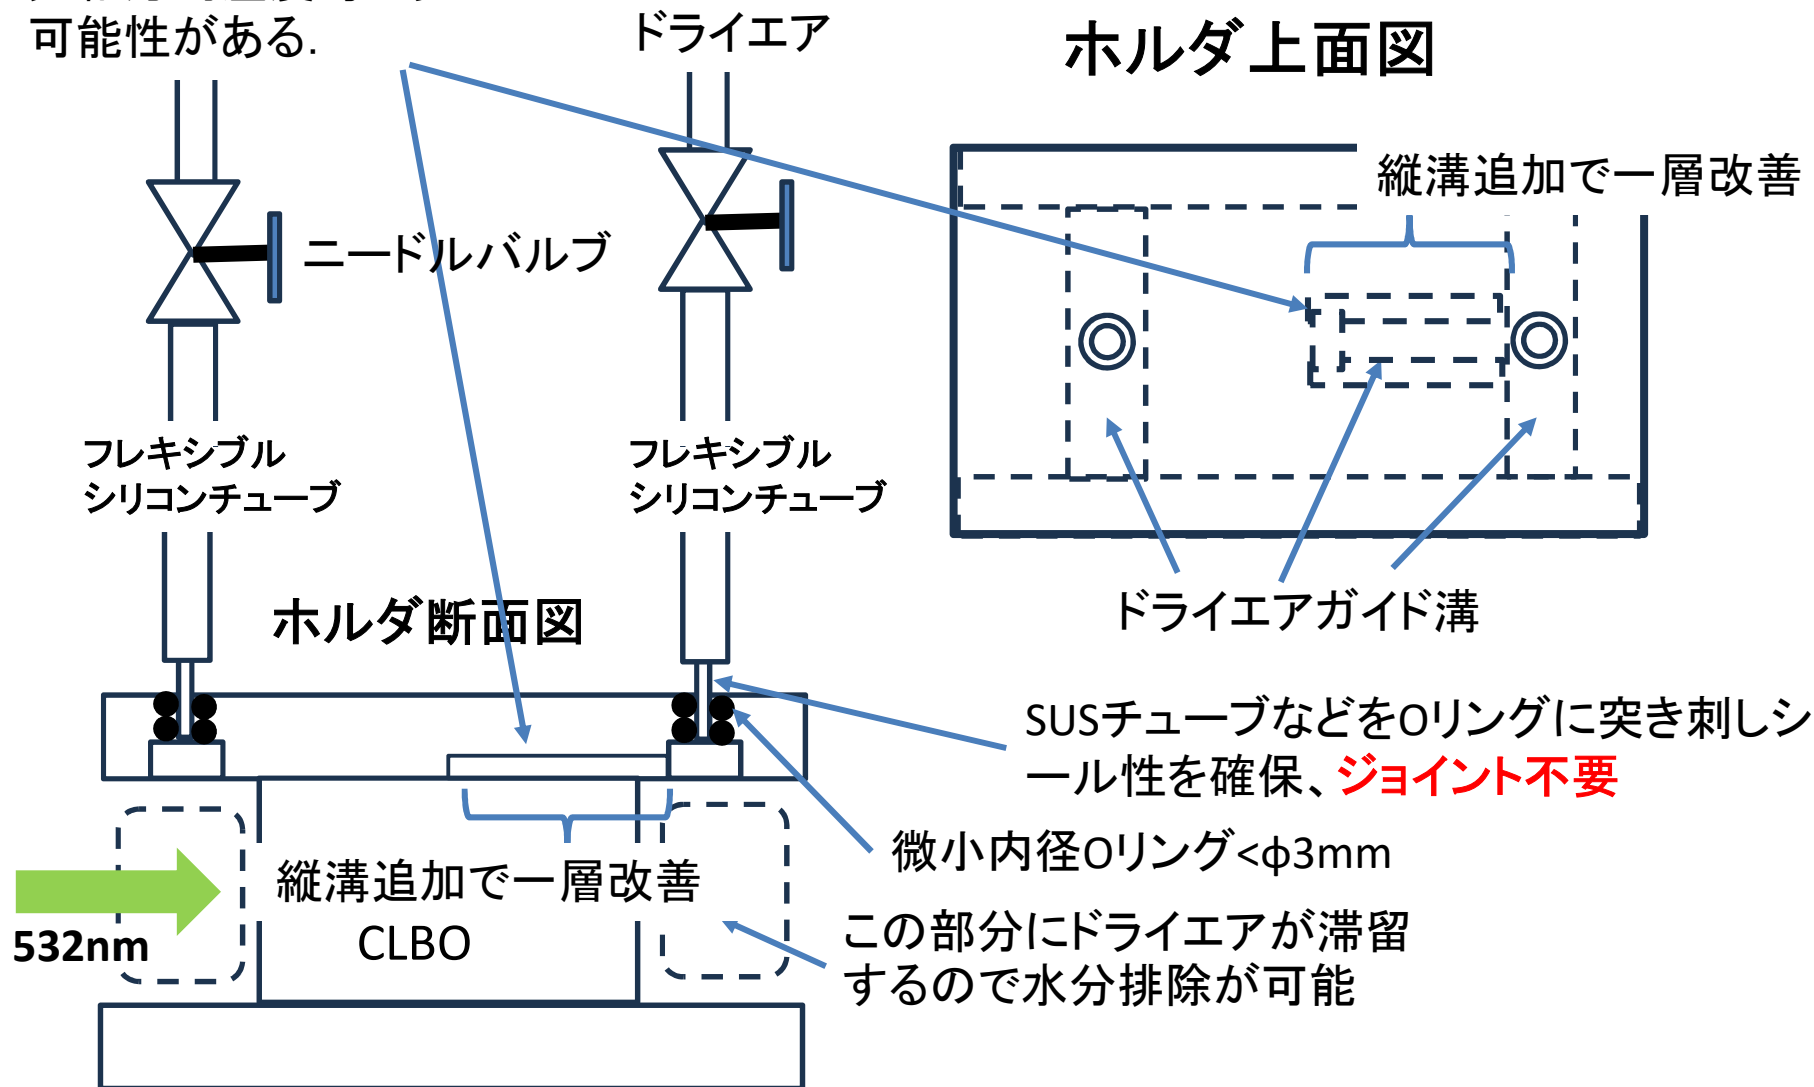 可能性がある.
ドライエア
ホルダ上面図
縦溝追加で一層改善
ニードルバルブ
フレキシブル
シリコンチューブ
フレキシブル
シリコンチューブ
ドライエアガイド溝
ホルダ断面図
SUSチューブなどをOリングに突き刺しシ
ール性を確保、ジョイント不要
微小内径Oリング<φ3mm
縦溝追加で一層改善
CLBO
532nm
この部分にドライエアが滞留
するので水分排除が可能